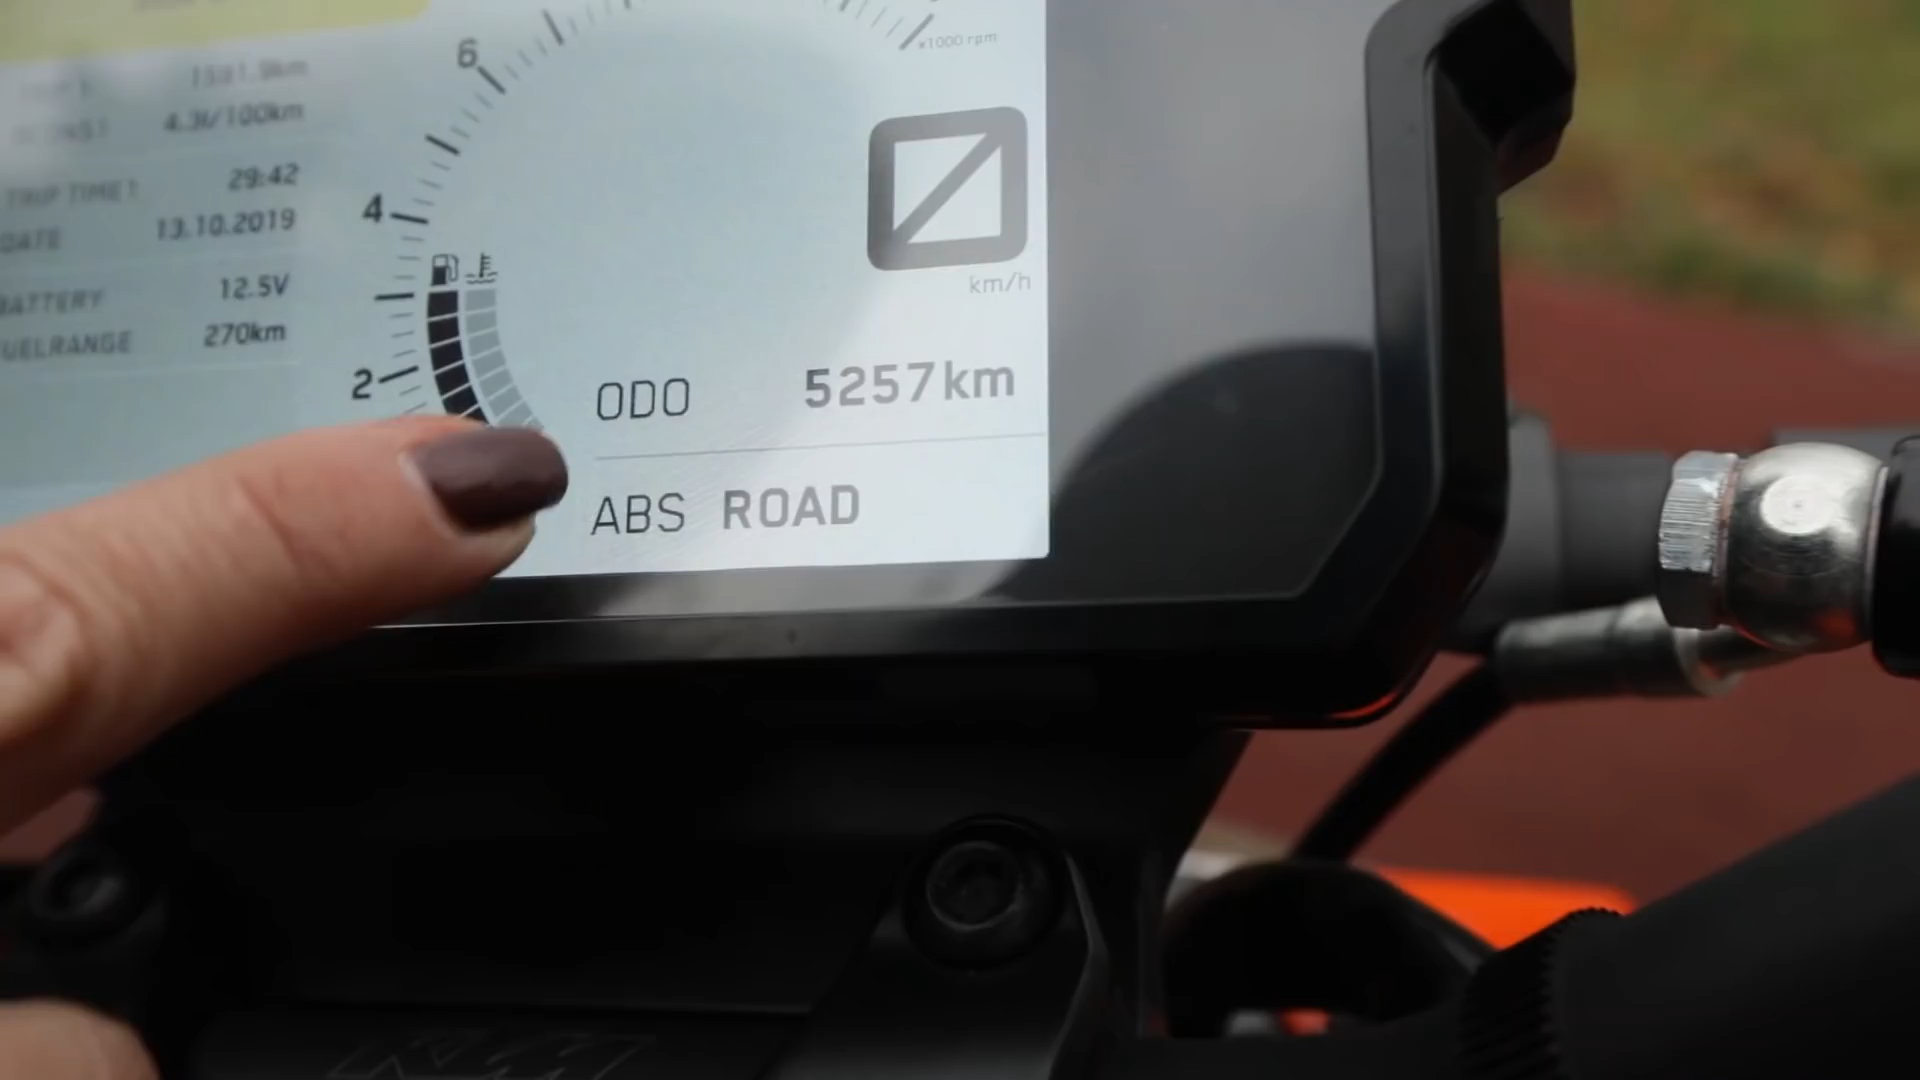 6
x1000 rpm
4.3l/100km
TRIP TIME1 29:42
4
DATE 13.10.2019
km/h
BATTERY 12.5V
UELRANGE 270km
2
ODO 5257km
ABS ROAD